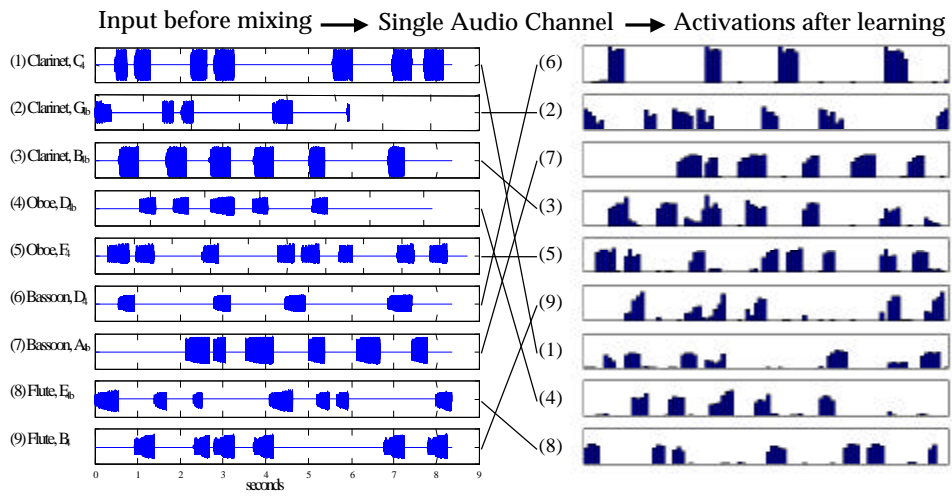 Input before mixing → Single Audio Channel → Activations after learning
(1) Clarinet, C4
(2) Clarinet, G4b
(3) Clarinet, B4b
(4) Oboe, D4b
(5) Oboe, E4
(6) Bassoon, D4
(7) Bassoon, A4b
(8) Flute, E4b
(9) Flute, B4
0 1 2 3 4 5 6 7 8 9
seconds
(6)
(2)
(7)
(3)
(5)
(9)
(1)
(4)
(8)